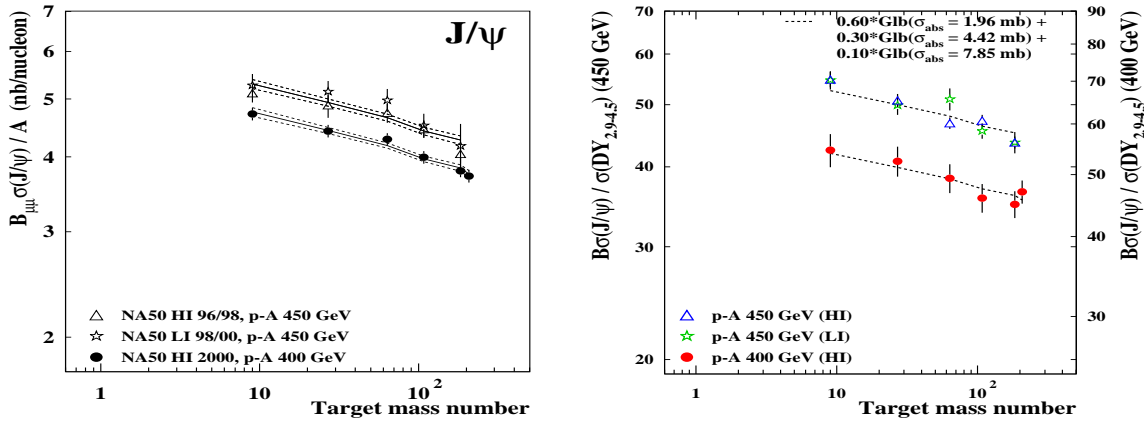 J/ψ
B_μμ σ(J/ψ) / A (nb/nucleon)
7
6
5
4
3
2
NA50 HI 96/98, p-A 450 GeV
NA50 LI 98/00, p-A 450 GeV
NA50 HI 2000, p-A 400 GeV
1
10
10²
Target mass number
Bσ(J/ψ) / σ(DY_2.9-4.5) (450 GeV)
70
60
50
40
30
20
0.60*Glb(σ_abs = 1.96 mb) +
0.30*Glb(σ_abs = 4.42 mb) +
0.10*Glb(σ_abs = 7.85 mb)
p-A 450 GeV (HI)
p-A 450 GeV (LI)
p-A 400 GeV (HI)
1
10
10²
Target mass number
90
80
70
60
50
40
30
Bσ(J/ψ) / σ(DY_2.9-4.5) (400 GeV)